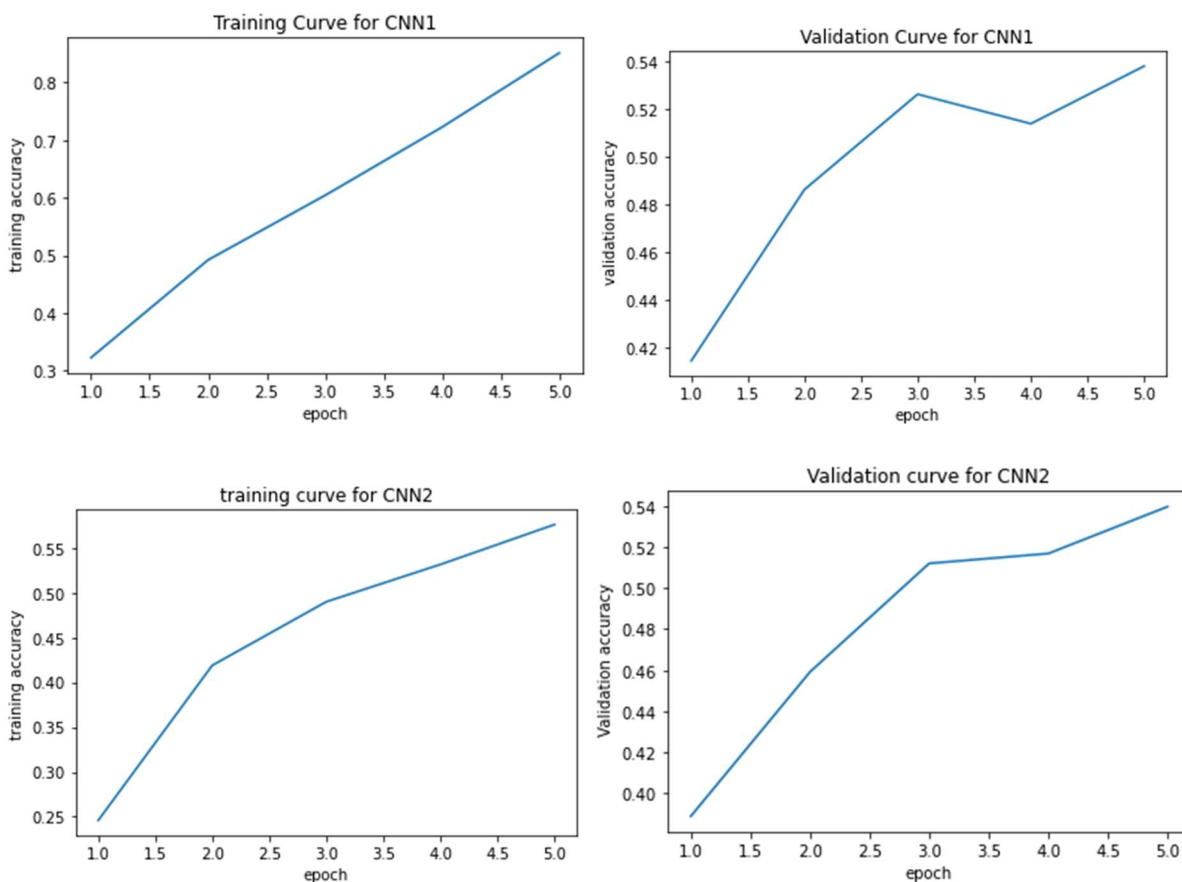 Training Curve for CNN1
training accuracy
0.8
0.7
0.6
0.5
0.4
0.3
1.0 1.5 2.0 2.5 3.0 3.5 4.0 4.5 5.0
epoch
Validation Curve for CNN1
validation accuracy
0.54
0.52
0.50
0.48
0.46
0.44
0.42
1.0 1.5 2.0 2.5 3.0 3.5 4.0 4.5 5.0
epoch
training curve for CNN2
training accuracy
0.55
0.50
0.45
0.40
0.35
0.30
0.25
1.0 1.5 2.0 2.5 3.0 3.5 4.0 4.5 5.0
epoch
Validation curve for CNN2
Validation accuracy
0.54
0.52
0.50
0.48
0.46
0.44
0.42
0.40
1.0 1.5 2.0 2.5 3.0 3.5 4.0 4.5 5.0
epoch